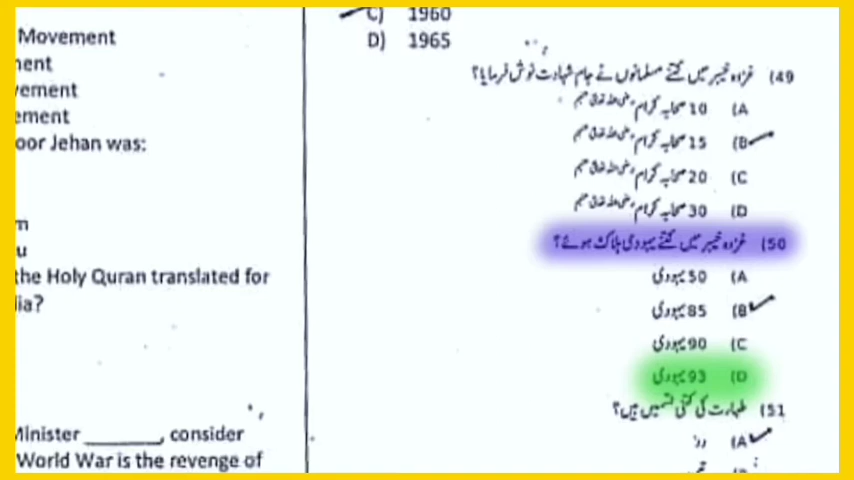 Movement
C) 1960
D) 1965
ment
vement
ement
oor Jehan was:
m
u
the Holy Quran translated for
lia?
Minister ________, consider
World War is the revenge of
49) غزوہ خیبر میں کتنے مسلمانوں نے جام شہادت نوش فرمایا؟
A) 10 صحابہ کرام رضی اللہ تعالیٰ عنہم
B) 15 صحابہ کرام رضی اللہ تعالیٰ عنہم
C) 20 صحابہ کرام رضی اللہ تعالیٰ عنہم
D) 30 صحابہ کرام رضی اللہ تعالیٰ عنہم
50) غزوہ خیبر میں کتنے یہودی ہلاک ہوئے؟
A) 50 یہودی
B) 85 یہودی
C) 90 یہودی
D) 93 یہودی
51) طہارت کی کتنی قسمیں ہیں؟
A) دو